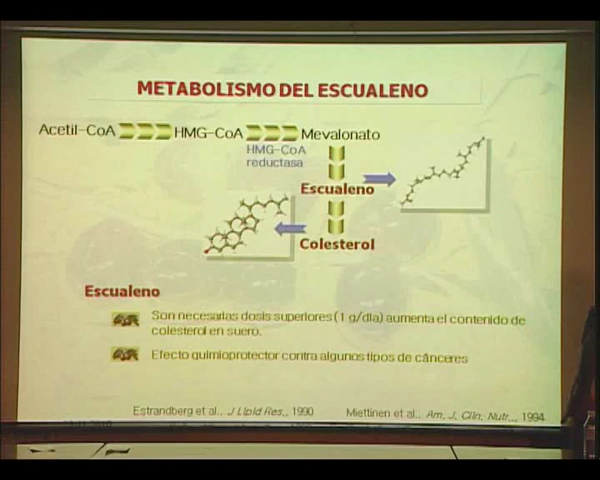 METABOLISMO DEL ESCUALENO
Acetil-CoA HMG-CoA Mevalonato
HMG-CoA
reductasa
Escualeno
Colesterol
Escualeno
Son necesarias dosis superiores (1 g/día) aumenta el contenido de
colesterol en suero.
Efecto quimioprotector contra algunos tipos de cánceres
Estrandberg et al., J Lipid Res., 1990 Miettinen et al., Am. J. Clin. Nutr.., 1994